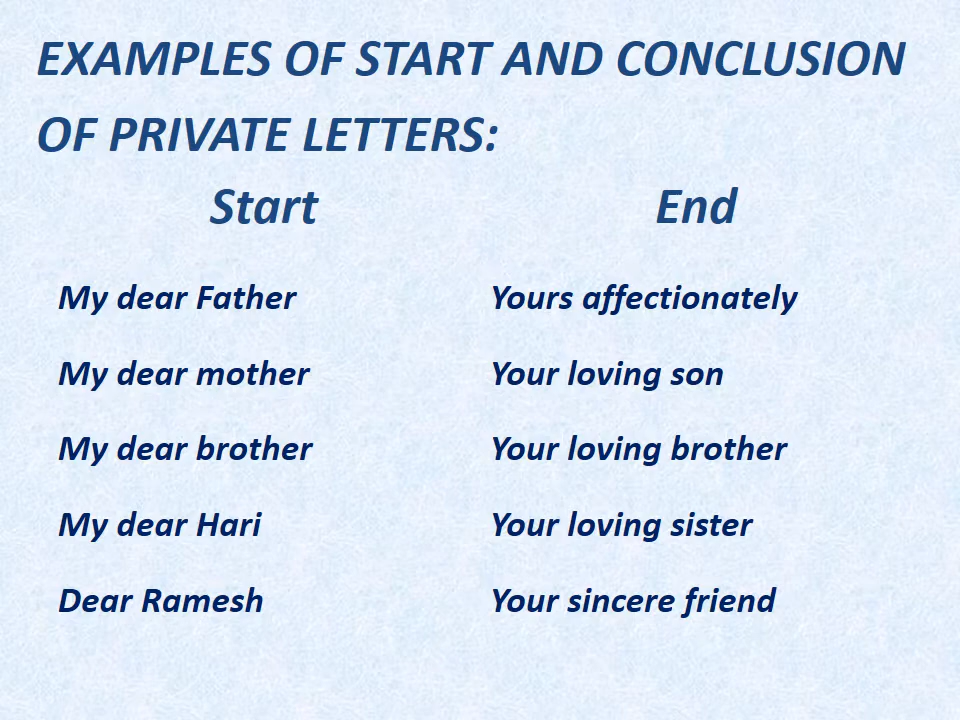 EXAMPLES OF START AND CONCLUSION
OF PRIVATE LETTERS:
Start End
My dear Father Yours affectionately
My dear mother Your loving son
My dear brother Your loving brother
My dear Hari Your loving sister
Dear Ramesh Your sincere friend